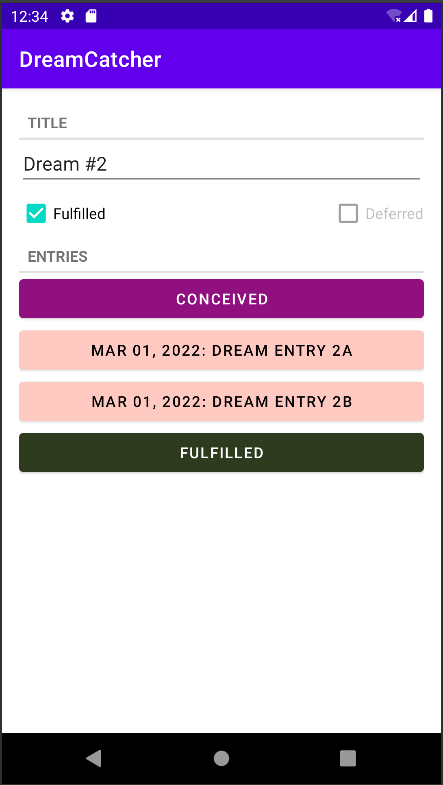 12:34
DreamCatcher
TITLE
Dream #2
Fulfilled
Deferred
ENTRIES
CONCEIVED
MAR 01, 2022: DREAM ENTRY 2A
MAR 01, 2022: DREAM ENTRY 2B
FULFILLED